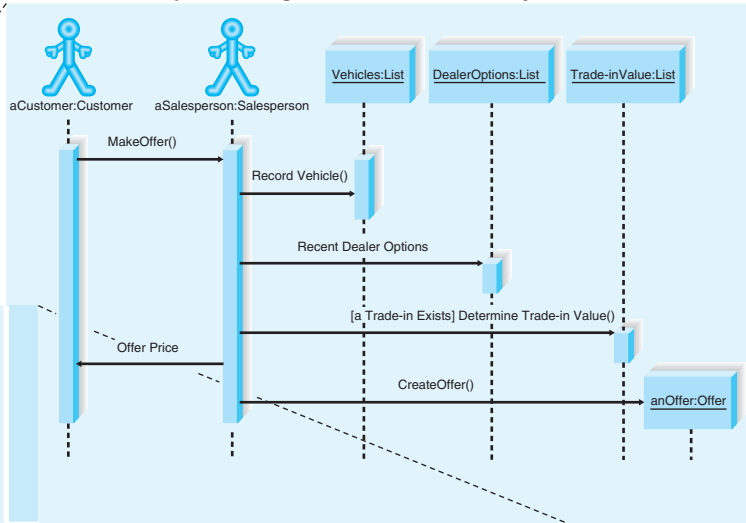 Vehicles:List
DealerOptions:List
Trade-inValue:List
aCustomer:Customer
aSalesperson:Salesperson
MakeOffer()
Record Vehicle()
Recent Dealer Options
[a Trade-in Exists] Determine Trade-in Value()
Offer Price
CreateOffer()
anOffer:Offer